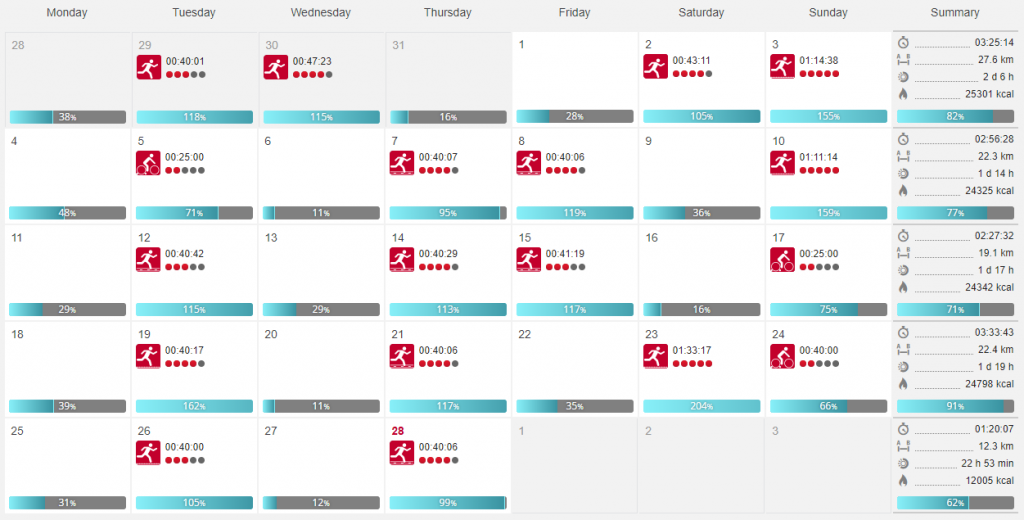 Monday Tuesday Wednesday Thursday Friday Saturday Sunday Summary
28 29 30 31 1 2 3 03:25:14
00:40:01 00:47:23 00:43:11 01:14:38 A B 27.6 km
2 d 6 h
25301 kcal
38% 118% 115% 16% 28% 105% 155% 82%
4 5 6 7 8 9 10 02:56:28
00:25:00 00:40:07 00:40:06 01:11:14 A B 22.3 km
1 d 14 h
24325 kcal
48% 71% 11% 95% 119% 36% 159% 77%
11 12 13 14 15 16 17 02:27:32
00:40:42 00:40:29 00:41:19 00:25:00 A B 19.1 km
1 d 17 h
24342 kcal
29% 115% 29% 113% 117% 16% 75% 71%
18 19 20 21 22 23 24 03:33:43
00:40:17 00:40:06 01:33:17 00:40:00 A B 22.4 km
1 d 19 h
24798 kcal
39% 162% 11% 117% 35% 204% 66% 91%
25 26 27 28 1 2 3 01:20:07
00:40:00 00:40:06 A B 12.3 km
22 h 53 min
12005 kcal
31% 105% 12% 99% 62%